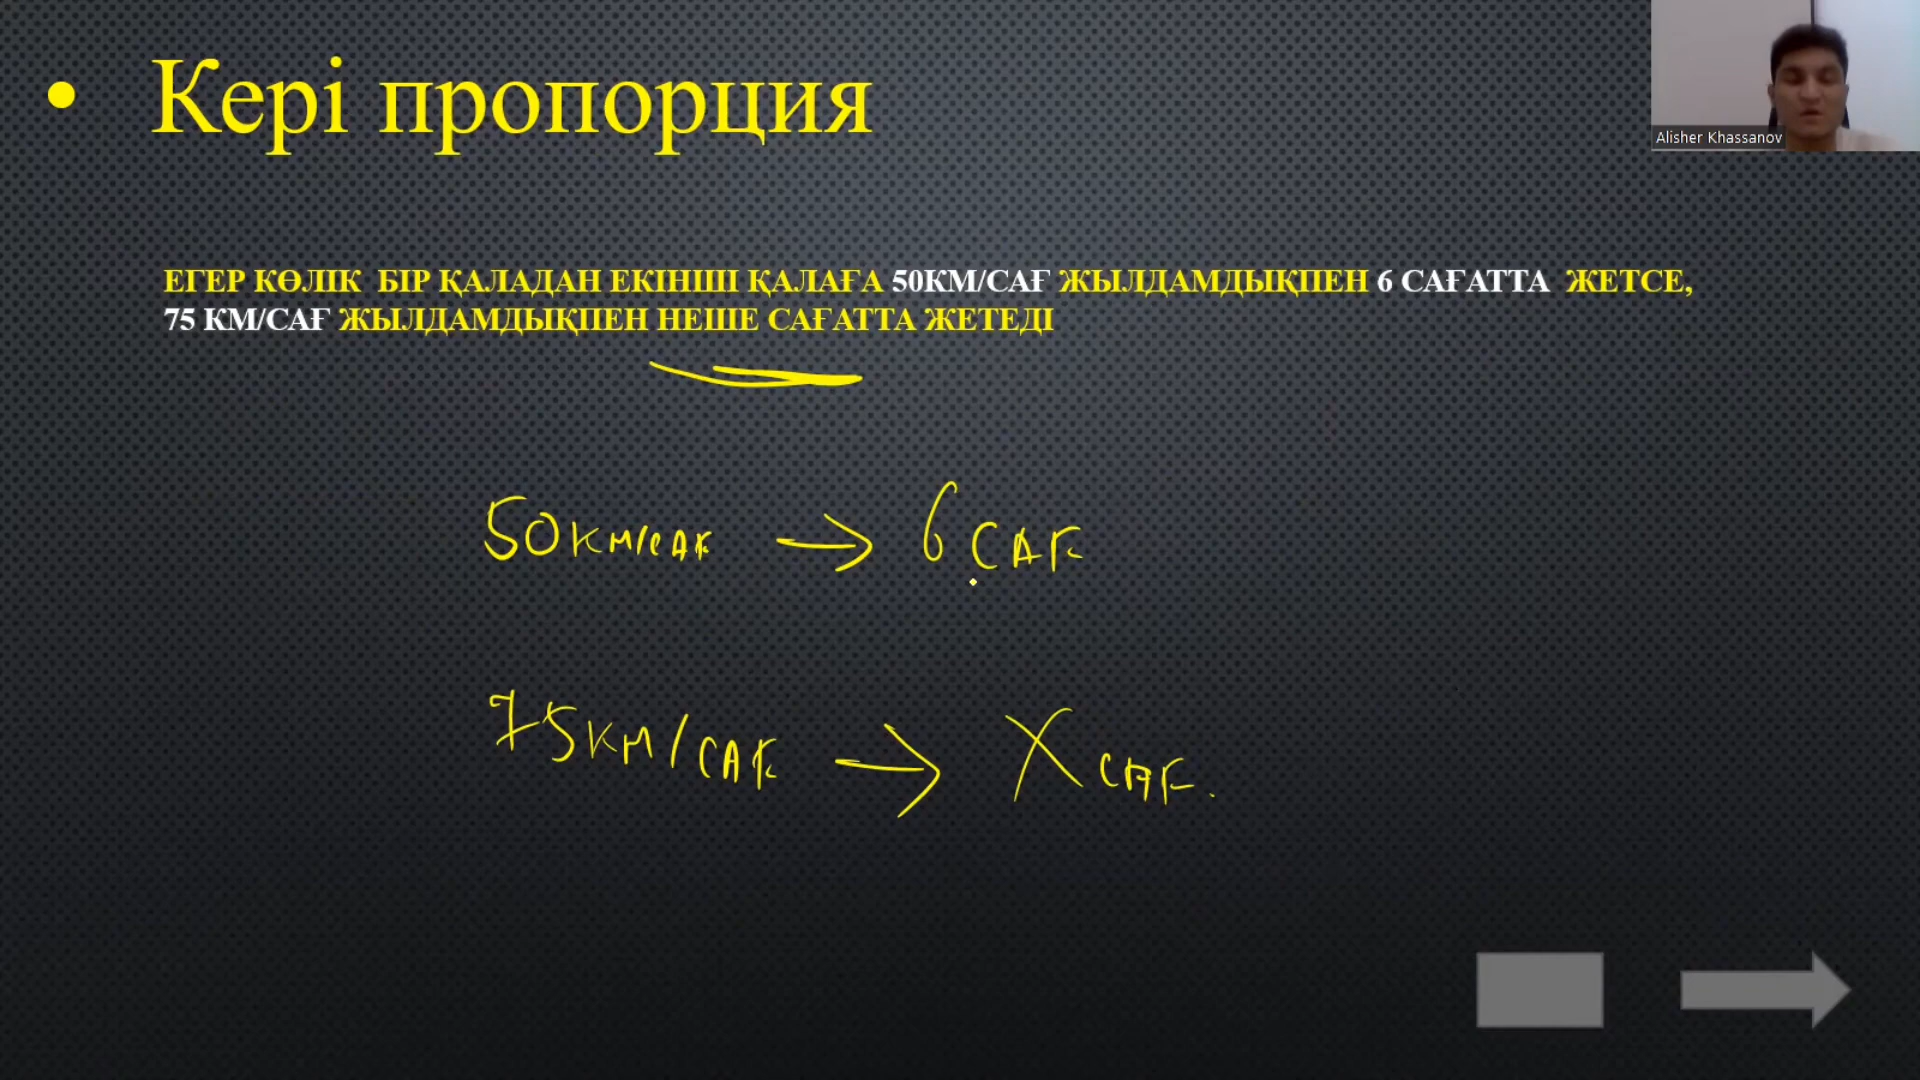 • Кері пропорция
Alisher Khassanov
ЕГЕР КӨЛІК БІР ҚАЛАДАН ЕКІНШІ ҚАЛАҒА 50КМ/САҒ ЖЫЛДАМДЫҚПЕН 6 САҒАТТА ЖЕТСЕ,
75 КМ/САҒ ЖЫЛДАМДЫҚПЕН НЕШЕ САҒАТТА ЖЕТЕДІ
50КМ/САҒ → 6 САҒ
75КМ/САҒ → X САҒ.